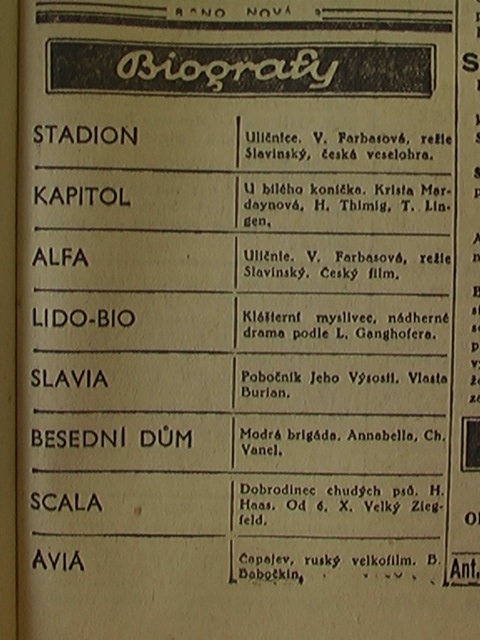 Biografy
STADION
Uličnice. V. Farbasová, režie
Slavinský, česká veselohra.
KAPITOL
U bílého koníčka. Krista Mar-
daynová, H. Thimig, T. Lin-
gen.
ALFA
Uličnie. V. Farbasová, režie
Slavinský. Český film.
LIDO-BIO
Klášterní myslivec, nádherné
drama podle L. Ganghofera.
SLAVIA
Pobočník Jeho Výsosti. Vlasta
Burian.
BESEDNÍ DŮM
Modrá brigáda. Annabella, Ch.
Vanel.
SCALA
Dobrodinec chudých psů. H.
Haas. Od 6. X. Velký Zieg-
feld.
AVIA
Čapajev, ruský velkofilm. B.
Babočkin.
Ant.